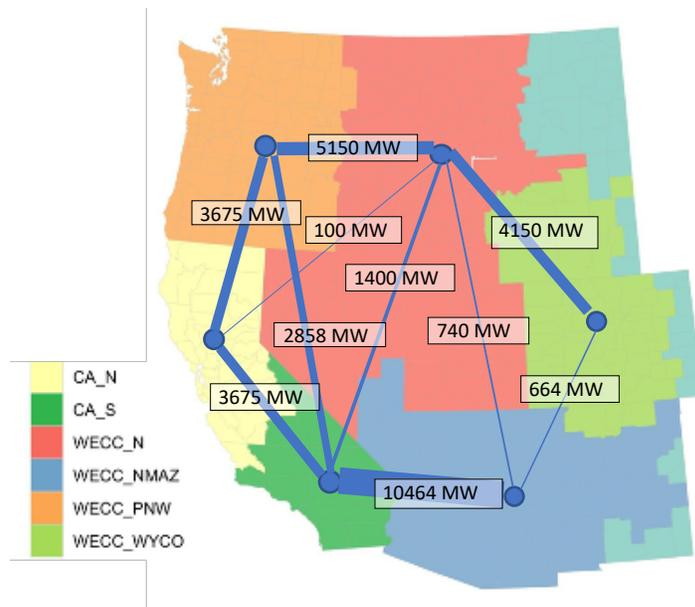 5150 MW
3675 MW
100 MW
4150 MW
1400 MW
2858 MW
740 MW
CA_N
664 MW
3675 MW
CA_S
WECC_N
WECC_NMAZ
10464 MW
WECC_PNW
WECC_WYCO